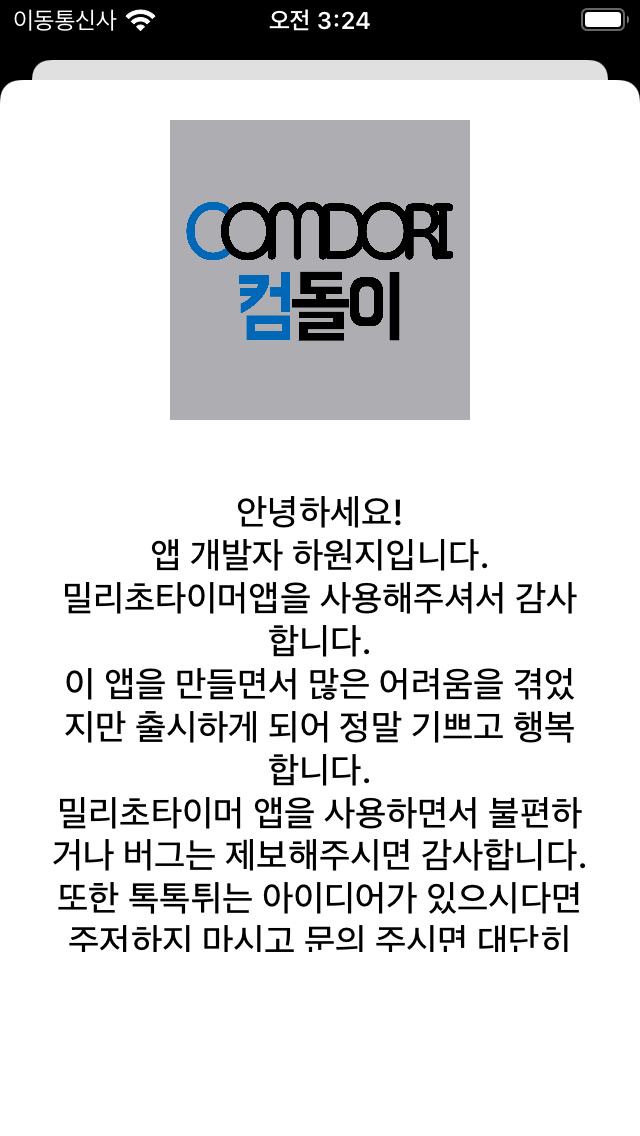 이동통신사 오전 3:24
COMDORI
컴돌이
안녕하세요!
앱 개발자 하원지입니다.
밀리초타이머앱을 사용해주셔서 감사
합니다.
이 앱을 만들면서 많은 어려움을 겪었
지만 출시하게 되어 정말 기쁘고 행복
합니다.
밀리초타이머 앱을 사용하면서 불편하
거나 버그는 제보해주시면 감사합니다.
또한 톡톡튀는 아이디어가 있으시다면
주저하지 마시고 문의 주시면 대단히